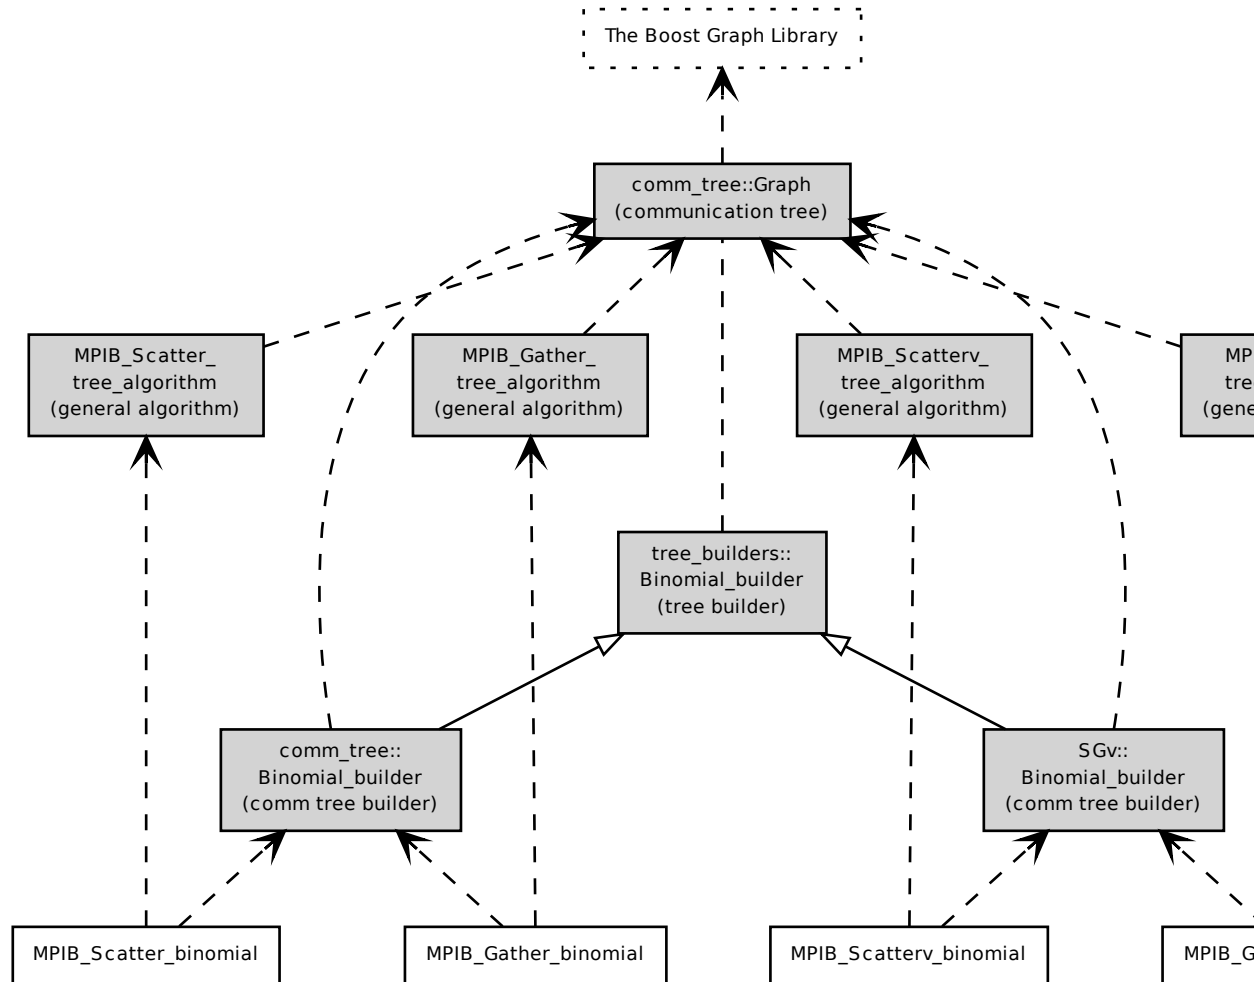 The Boost Graph Library
comm_tree::Graph
(communication tree)
MPIB_Scatter_
tree_algorithm
(general algorithm)
MPIB_Gather_
tree_algorithm
(general algorithm)
MPIB_Scatterv_
tree_algorithm
(general algorithm)
tree_builders::
Binomial_builder
(tree builder)
comm_tree::
Binomial_builder
(comm tree builder)
SGv::
Binomial_builder
(comm tree builder)
MPIB_Scatter_binomial
MPIB_Gather_binomial
MPIB_Scatterv_binomial